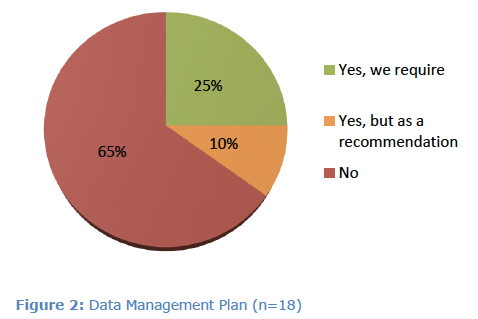 25%
10%
65%
Yes, we require
Yes, but as a
recommendation
No
Figure 2: Data Management Plan (n=18)